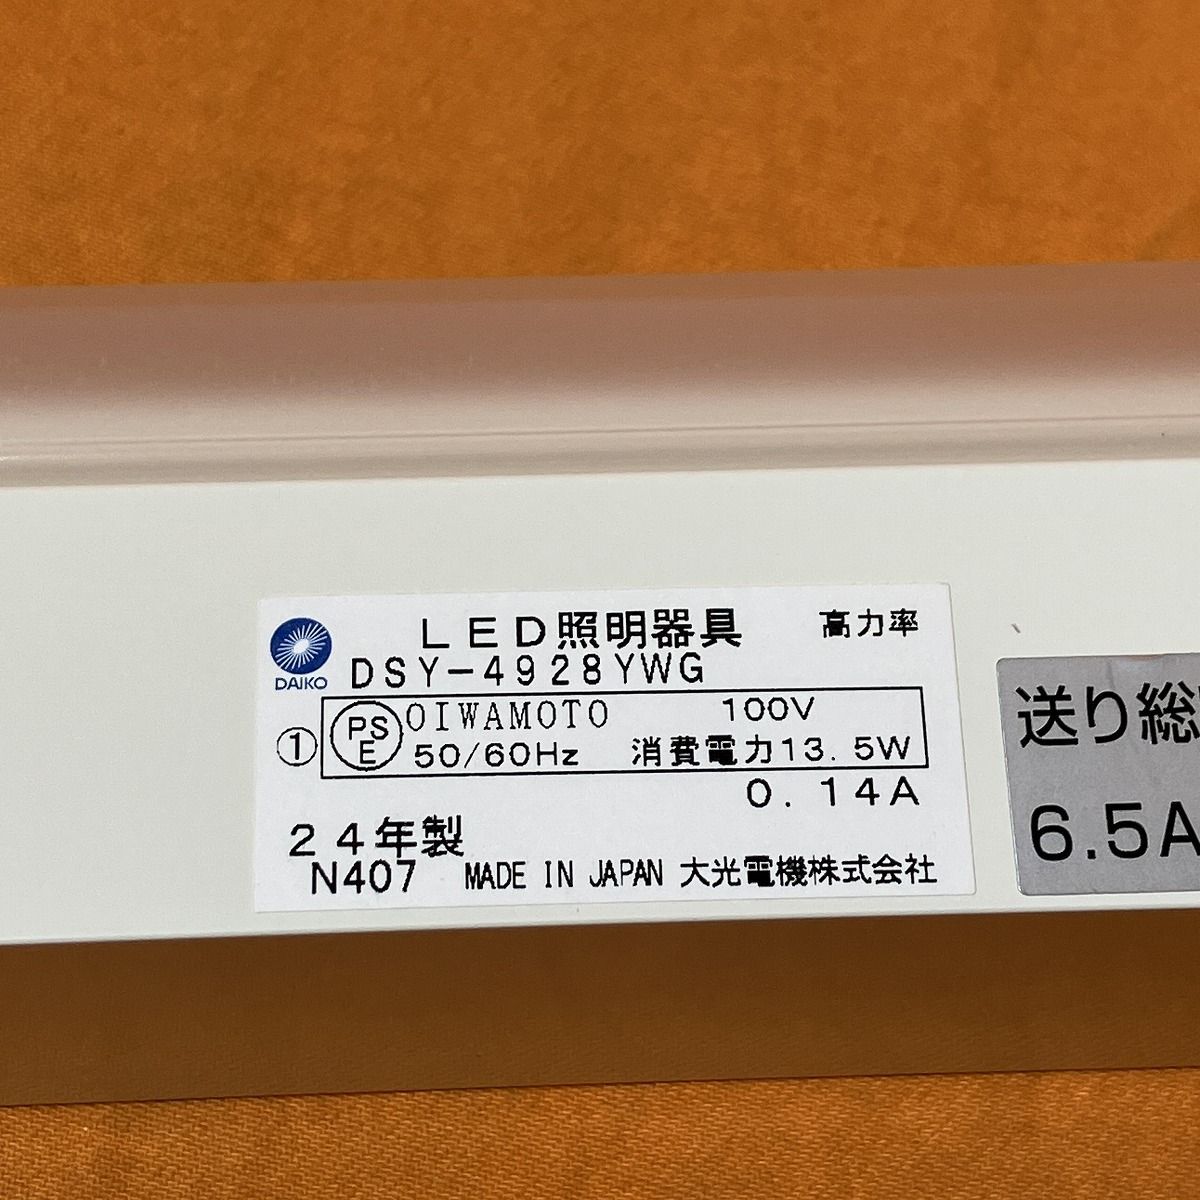 LED照明器具 高力率
DAIKO
DSY-4928YWG
① PSE OIWAMOTO 100V
50/60Hz 消費電力13.5W
0.14A
24年製
N407 MADE IN JAPAN 大光電機株式会社
送り総
6.5A